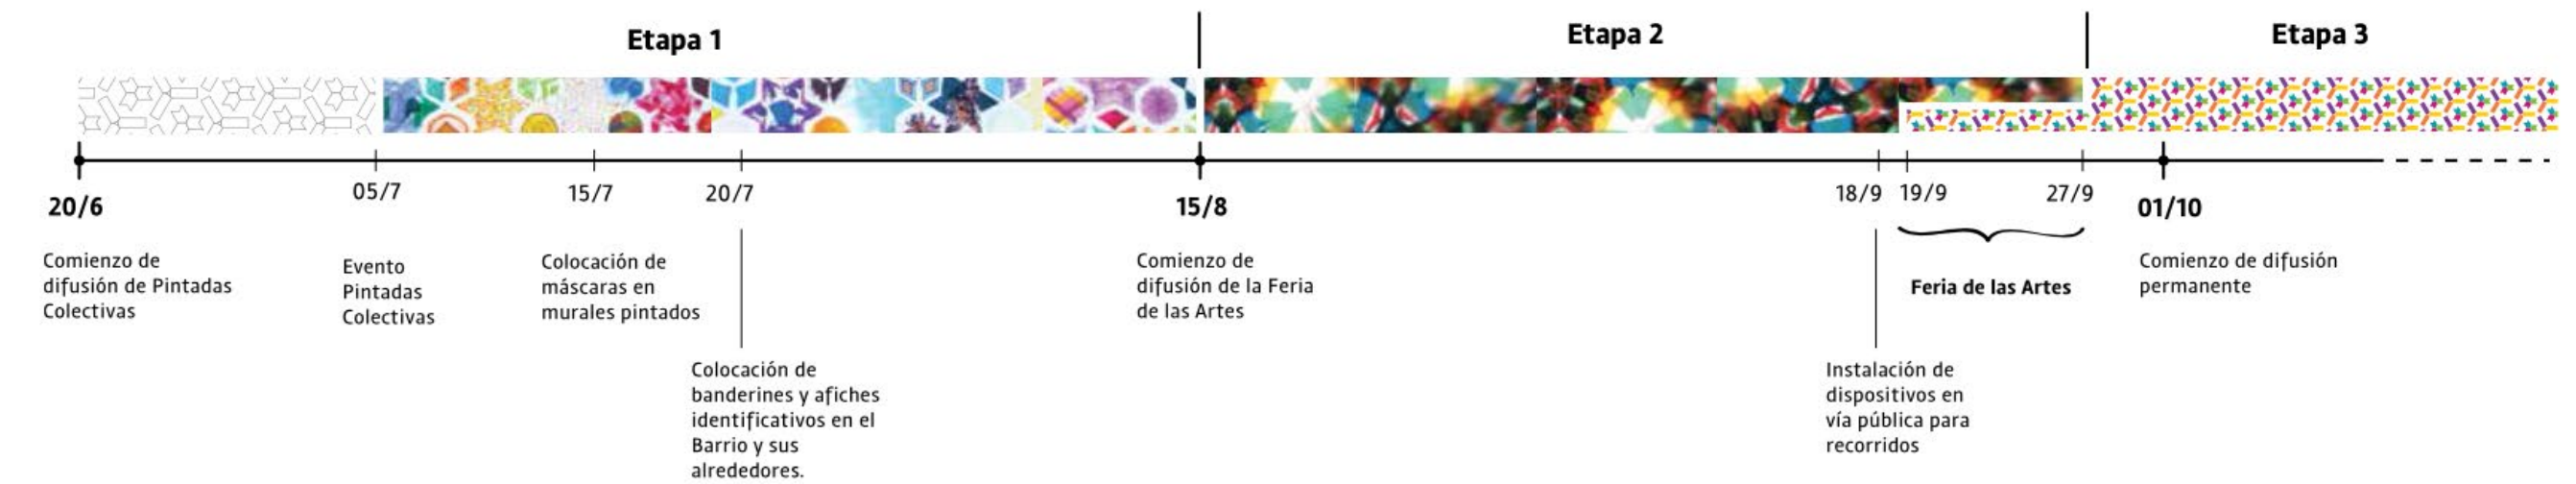 Etapa 1
Etapa 2
Etapa 3
20/6
05/7
15/7
20/7
15/8
18/9
19/9
27/9
01/10
Comienzo de
difusión de Pintadas
Colectivas
Evento
Pintadas
Colectivas
Colocación de
máscaras en
murales pintados
Colocación de
banderines y afiches
identificativos en el
Barrio y sus
alrededores.
Comienzo de
difusión de la Feria
de las Artes
Instalación de
dispositivos en
vía pública para
recorridos
Feria de las Artes
Comienzo de difusión
permanente